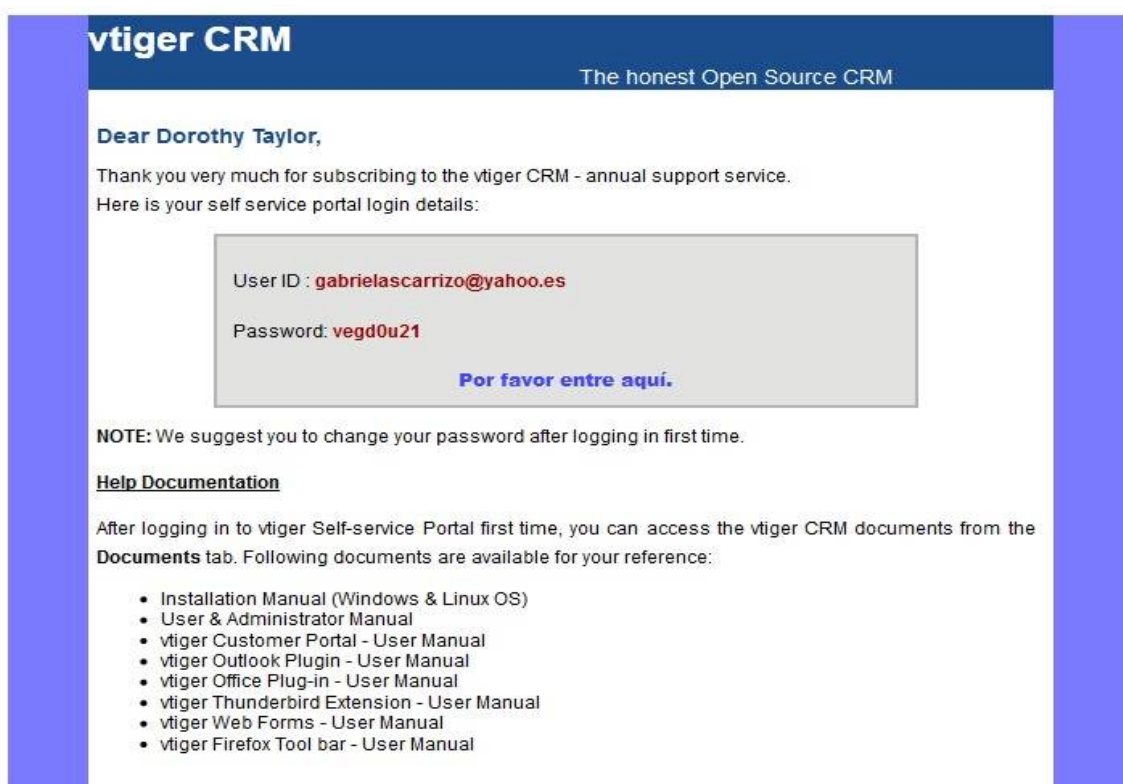 vtiger CRM
The honest Open Source CRM
Dear Dorothy Taylor,
Thank you very much for subscribing to the vtiger CRM - annual support service.
Here is your self service portal login details:
User ID : gabrielascarrizo@yahoo.es
Password: vegd0u21
Por favor entre aquí.
NOTE: We suggest you to change your password after logging in first time.
Help Documentation
After logging in to vtiger Self-service Portal first time, you can access the vtiger CRM documents from the
Documents tab. Following documents are available for your reference:
• Installation Manual (Windows & Linux OS)
• User & Administrator Manual
• vtiger Customer Portal - User Manual
• vtiger Outlook Plugin - User Manual
• vtiger Office Plug-in - User Manual
• vtiger Thunderbird Extension - User Manual
• vtiger Web Forms - User Manual
• vtiger Firefox Tool bar - User Manual